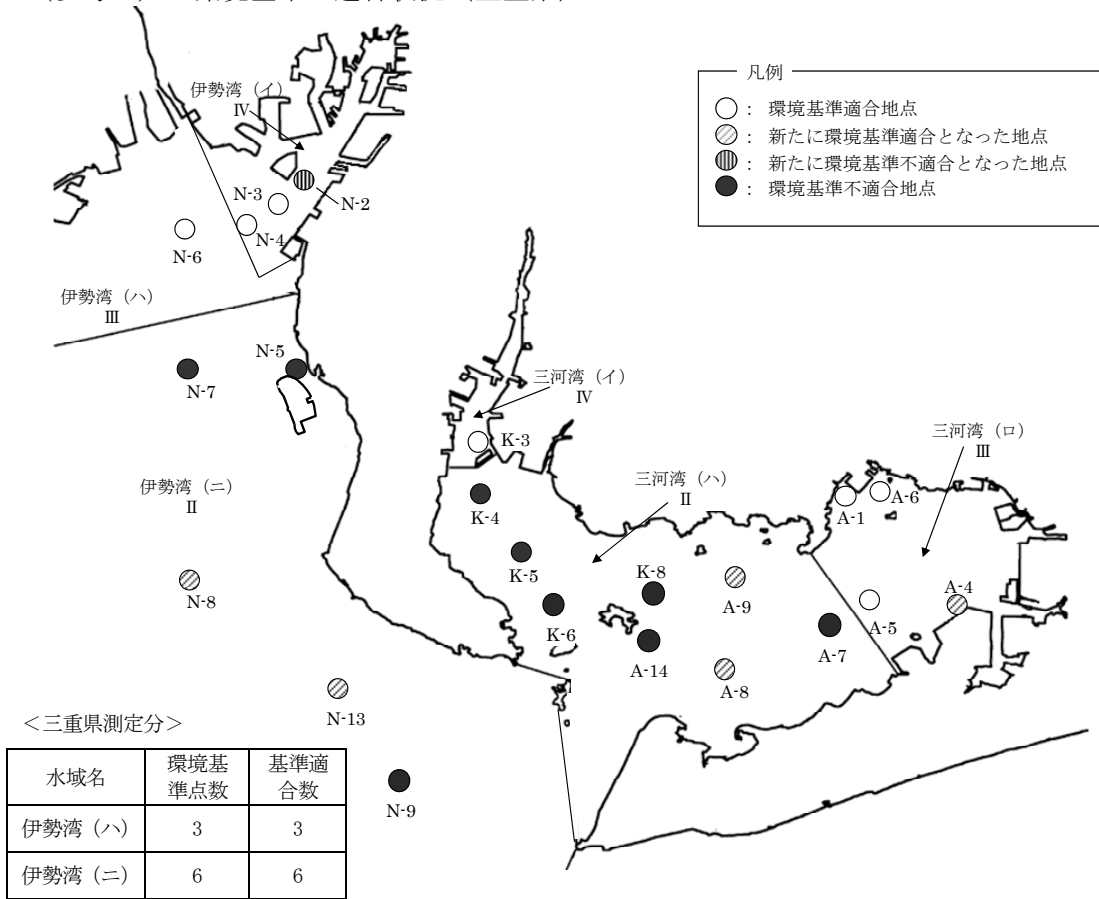 凡例
○ : 環境基準適合地点
: 新たに環境基準適合となった地点
: 新たに環境基準不適合となった地点
● : 環境基準不適合地点
伊勢湾 (イ)
Ⅳ
N-3
N-2
N-4
N-6
伊勢湾 (ハ)
Ⅲ
N-5
N-7
三河湾 (イ)
Ⅳ
K-3
三河湾 (ロ)
Ⅲ
伊勢湾 (ニ)
Ⅱ
三河湾 (ハ)
Ⅱ
A-6
A-1
K-4
K-5
K-8
A-9
A-4
N-8
K-6
A-5
A-7
A-14
A-8
N-13
N-9
<三重県測定分>
水域名 環境基準点数 基準適合数
伊勢湾 (ハ) 3 3
伊勢湾 (ニ) 6 6